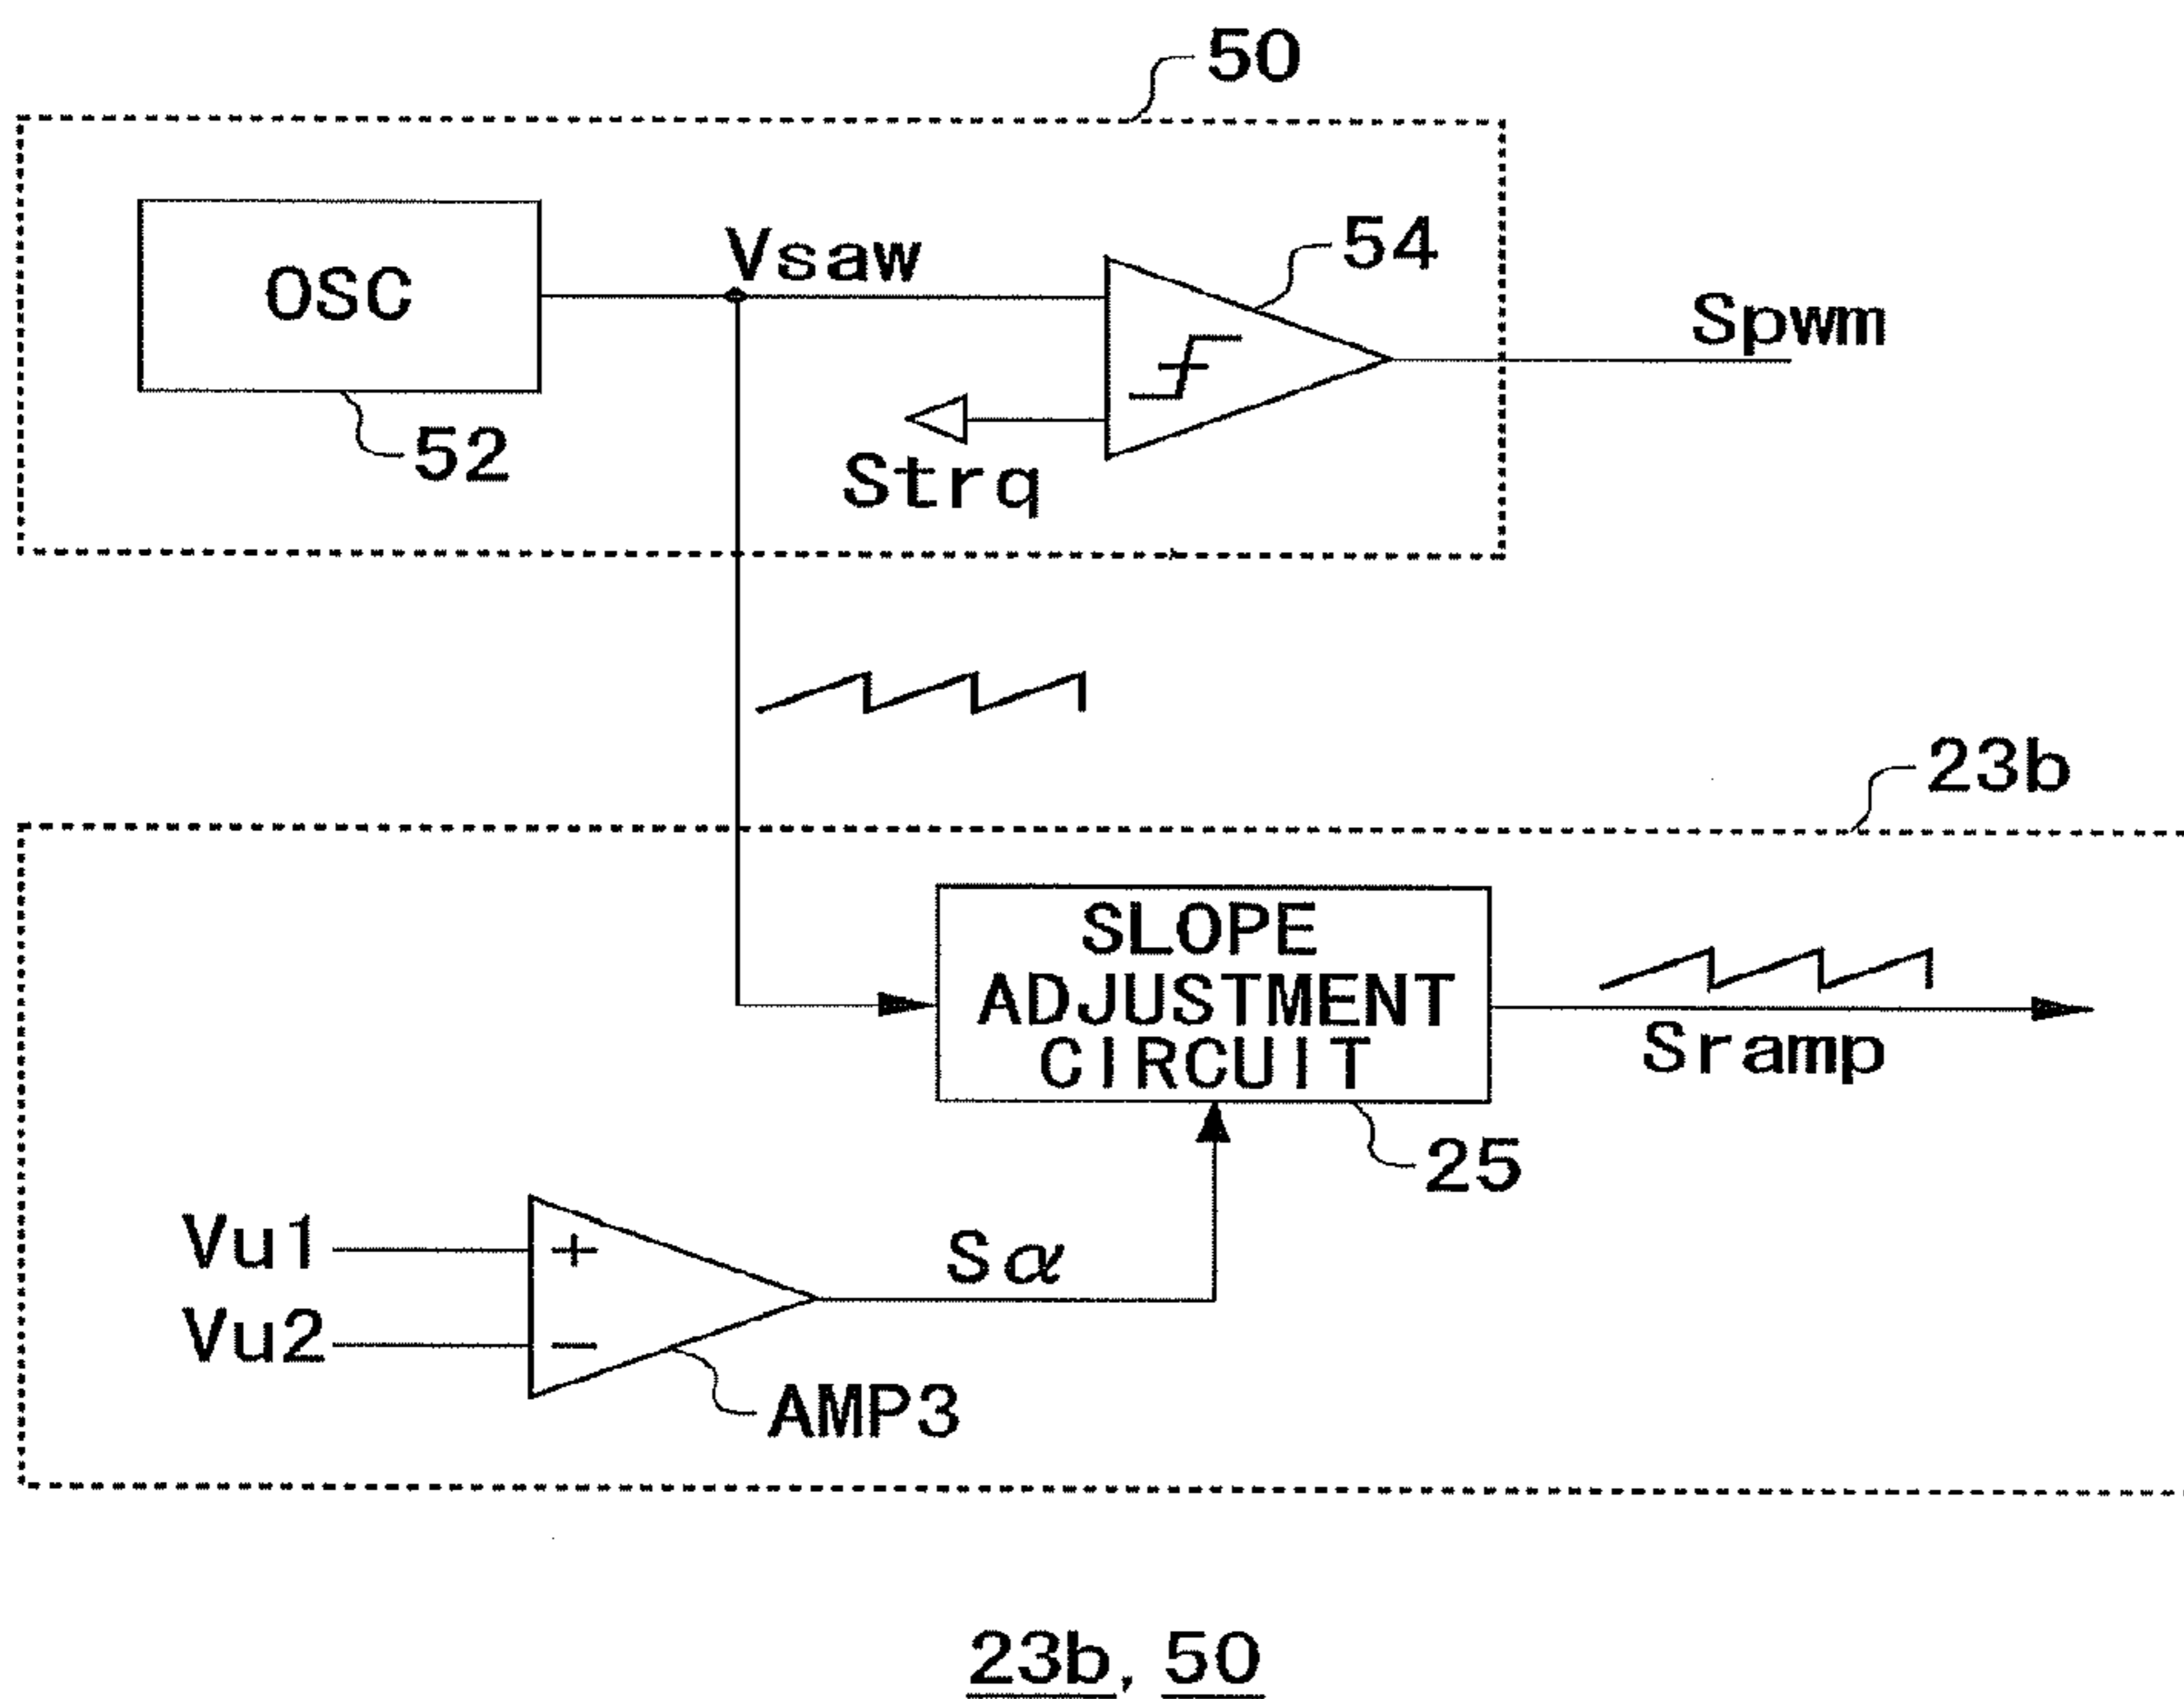 50
OSC
Vsaw
54
Spwm
52
Strq
23b
SLOPE
ADJUSTMENT
CIRCUIT
Sramp
25
Vu1
+
Sα
Vu2
−
AMP3
23b, 50